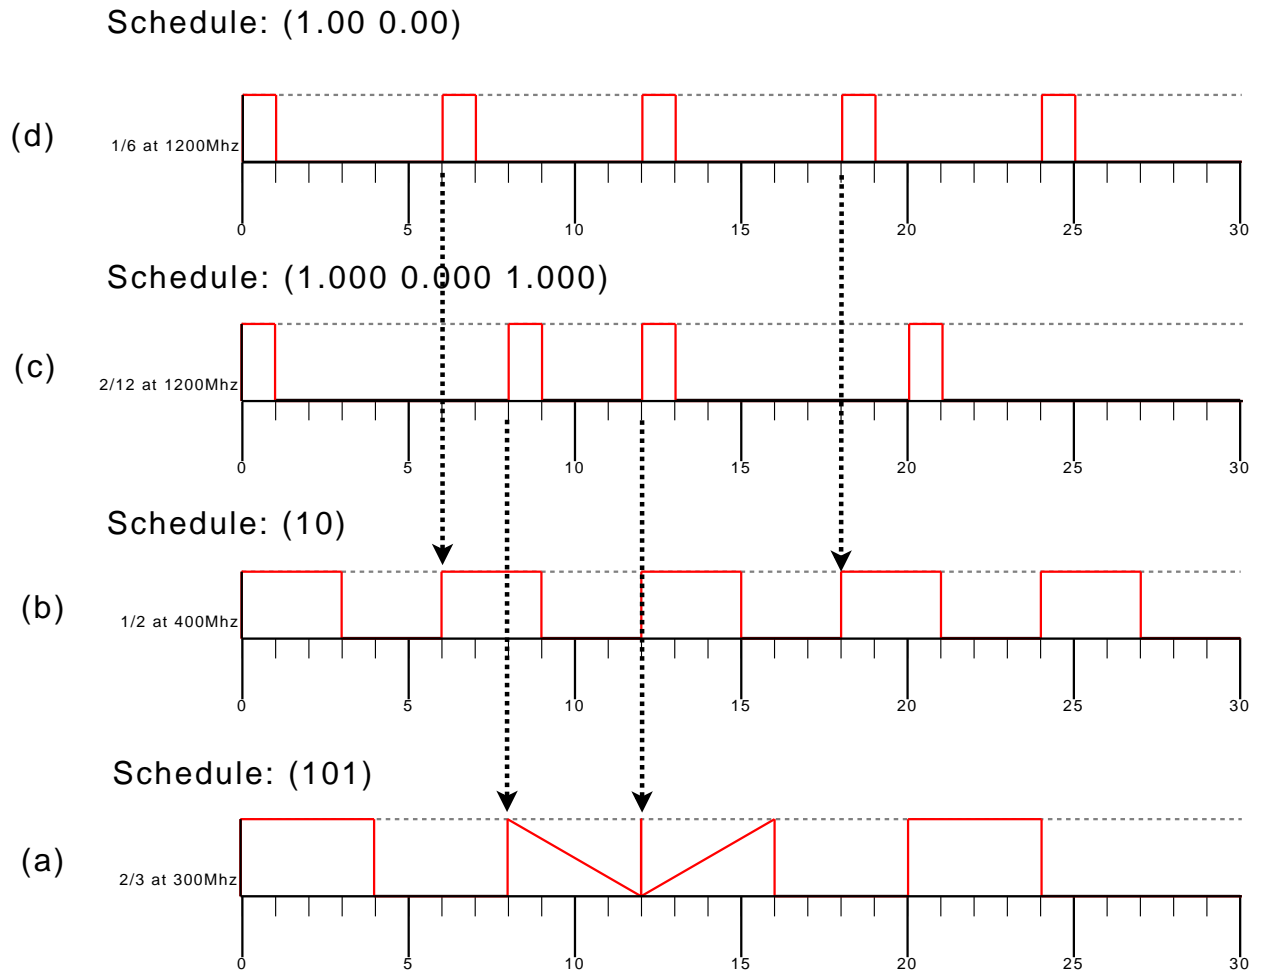 Schedule: (1.00 0.00)
(d)
1/6 at 1200Mhz
0 5 10 15 20 25 30
Schedule: (1.000 0.000 1.000)
(c)
2/12 at 1200Mhz
0 5 10 15 20 25 30
Schedule: (10)
(b)
1/2 at 400Mhz
0 5 10 15 20 25 30
Schedule: (101)
(a)
2/3 at 300Mhz
0 5 10 15 20 25 30